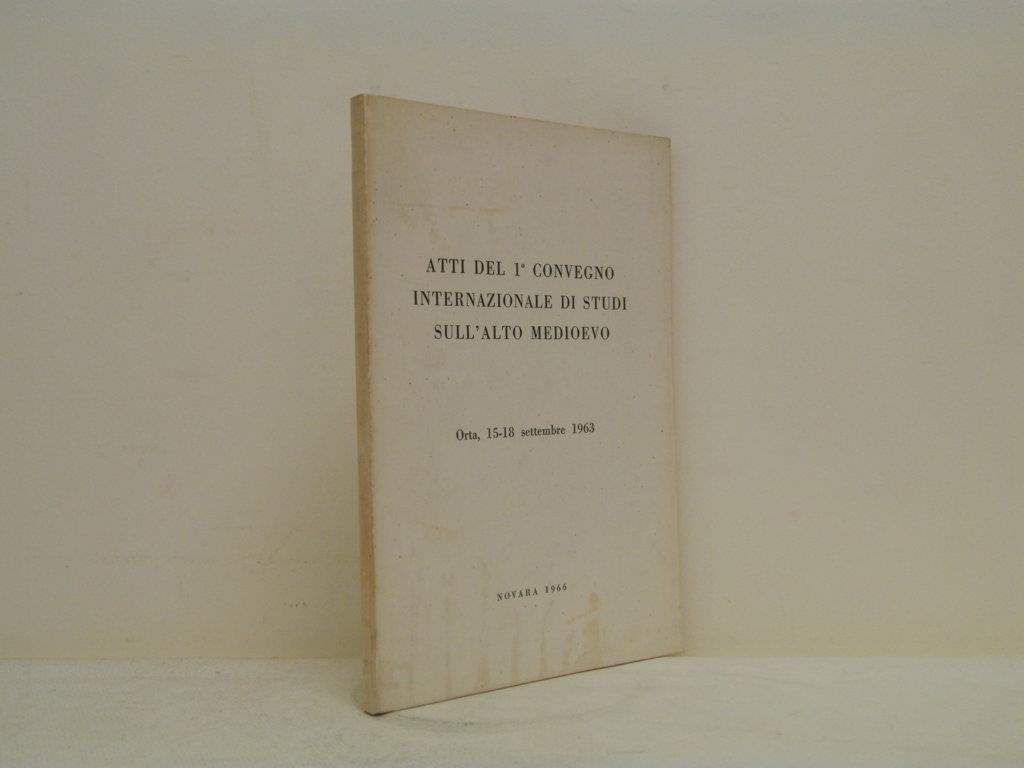 ATTI DEL 1° CONVEGNO
INTERNAZIONALE DI STUDI
SULL'ALTO MEDIOEVO
Orta, 15-18 settembre 1963
NOVARA 1966